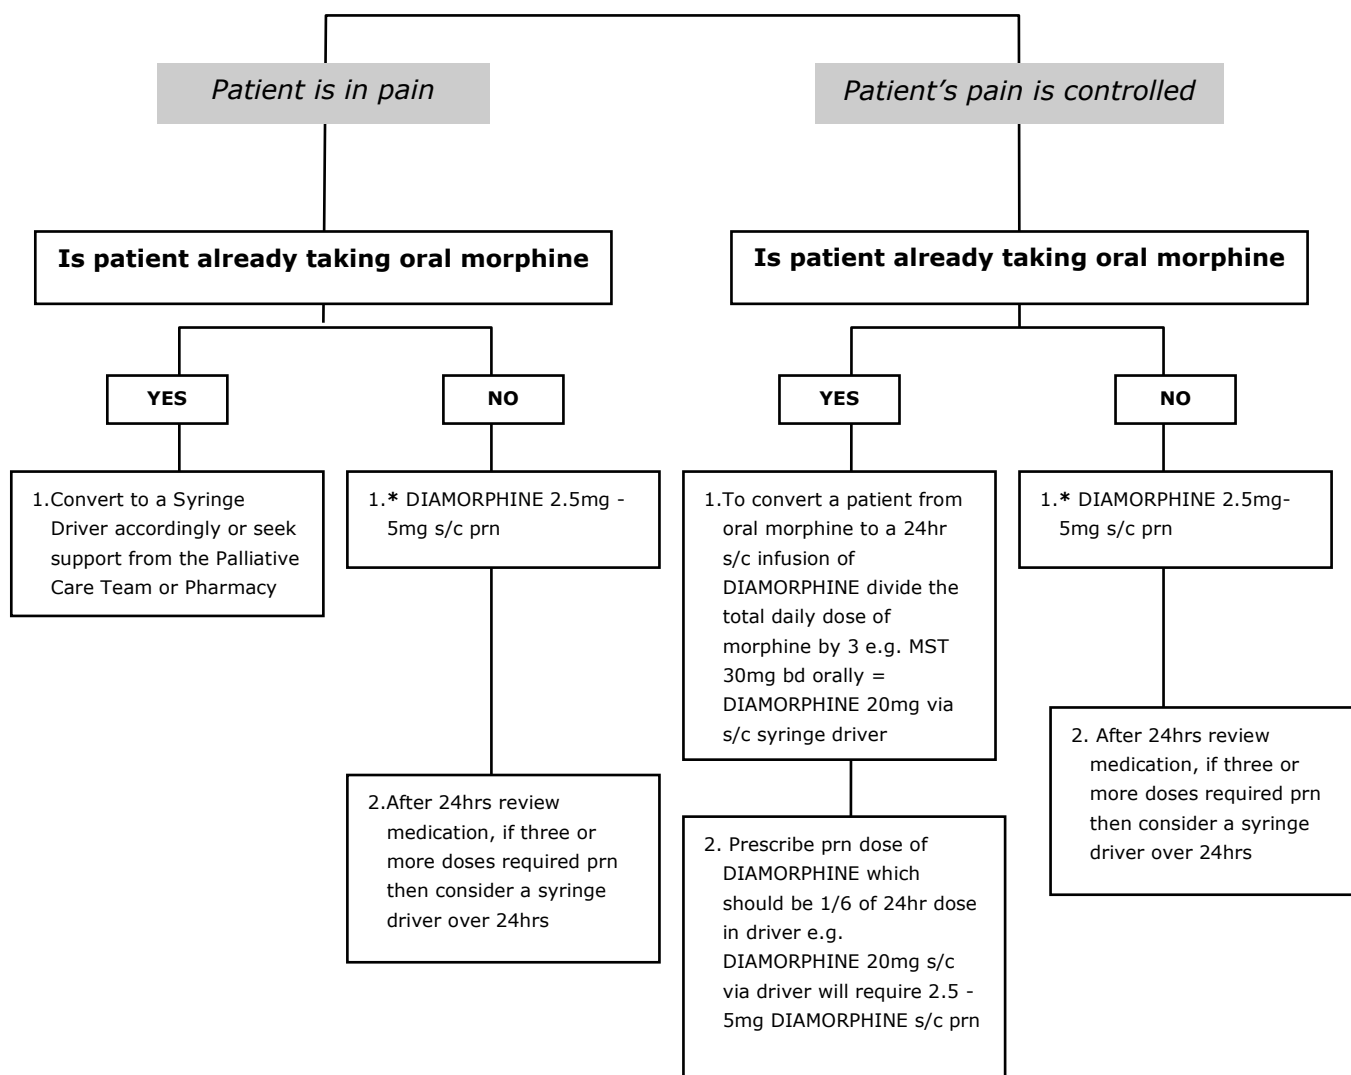 Patient is in pain
Patient's pain is controlled
Is patient already taking oral morphine
Is patient already taking oral morphine
YES
NO
YES
NO
1.Convert to a Syringe
Driver accordingly or seek
support from the Palliative
Care Team or Pharmacy
1.* DIAMORPHINE 2.5mg -
5mg s/c prn
1.To convert a patient from
oral morphine to a 24hr
s/c infusion of
DIAMORPHINE divide the
total daily dose of
morphine by 3 e.g. MST
30mg bd orally =
DIAMORPHINE 20mg via
s/c syringe driver
1.* DIAMORPHINE 2.5mg-
5mg s/c prn
2.After 24hrs review
medication, if three or
more doses required prn
then consider a syringe
driver over 24hrs
2. Prescribe prn dose of
DIAMORPHINE which
should be 1/6 of 24hr dose
in driver e.g.
DIAMORPHINE 20mg s/c
via driver will require 2.5 -
5mg DIAMORPHINE s/c prn
2. After 24hrs review
medication, if three or
more doses required prn
then consider a syringe
driver over 24hrs